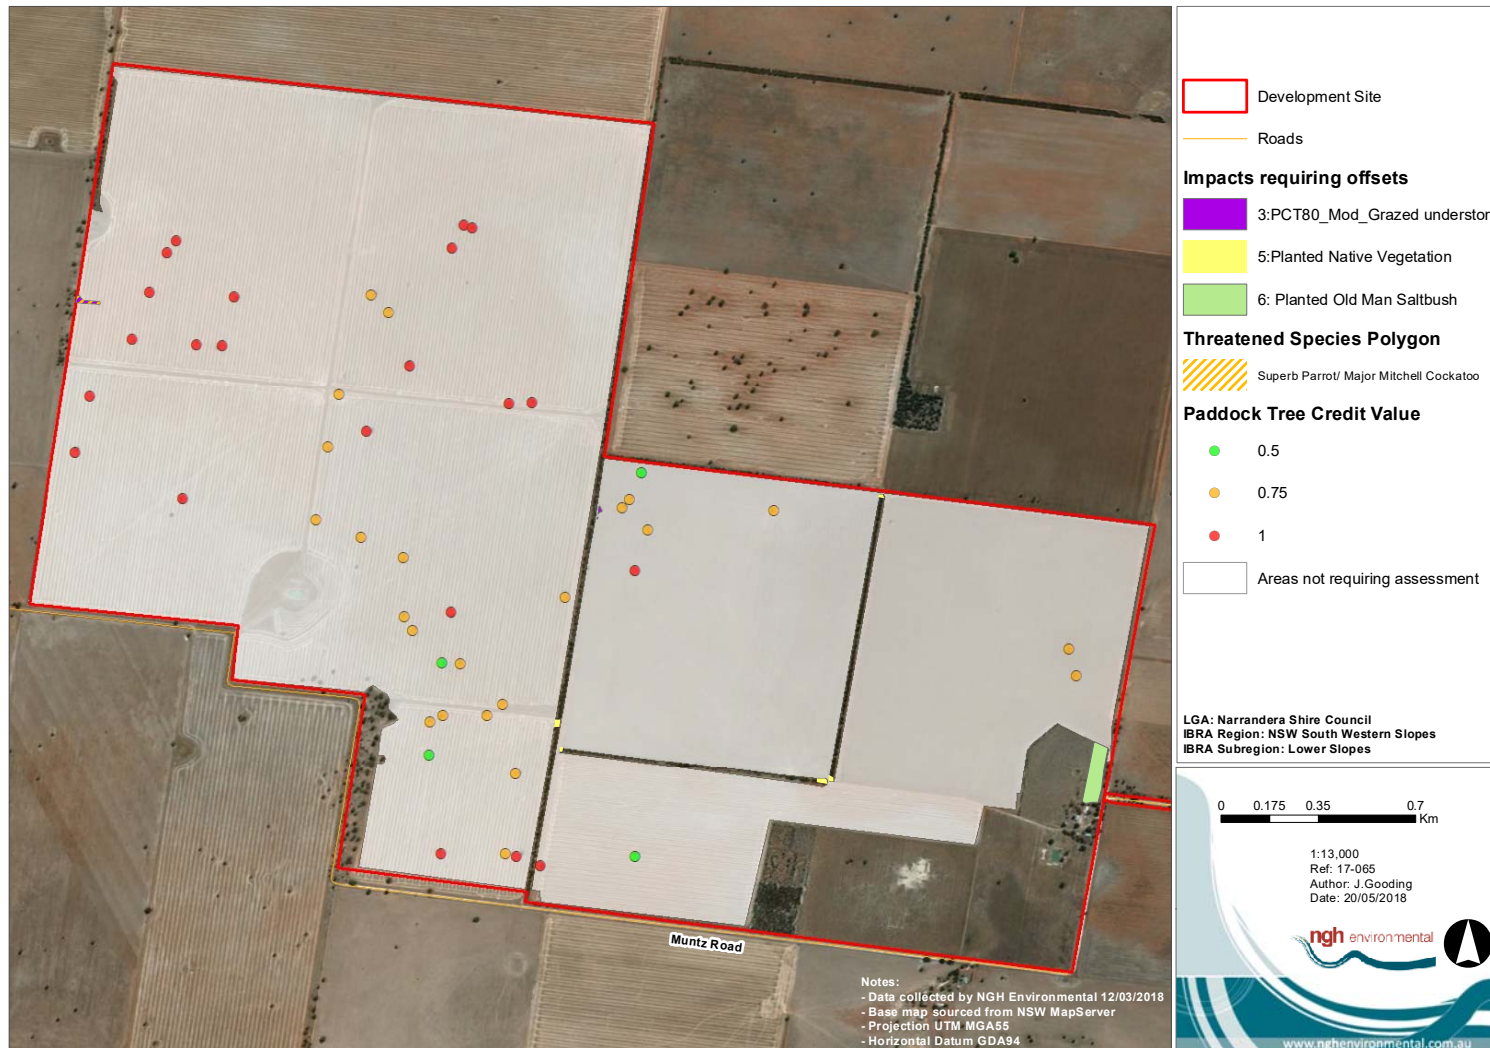 Development Site
Roads
Impacts requiring offsets
3:PCT80_Mod_Grazed understor
5:Planted Native Vegetation
6: Planted Old Man Saltbush
Threatened Species Polygon
Superb Parrot/ Major Mitchell Cockatoo
Paddock Tree Credit Value
0.5
0.75
1
Areas not requiring assessment
LGA: Narrandera Shire Council
IBRA Region: NSW South Western Slopes
IBRA Subregion: Lower Slopes
0 0.175 0.35 0.7
Km
1:13,000
Ref: 17-065
Author: J.Gooding
Date: 20/05/2018
ngh environmental
www.nghenvironmental.com.au
Muntz Road
Notes:
- Data collected by NGH Environmental 12/03/2018
- Base map sourced from NSW MapServer
- Projection UTM MGA55
- Horizontal Datum GDA94